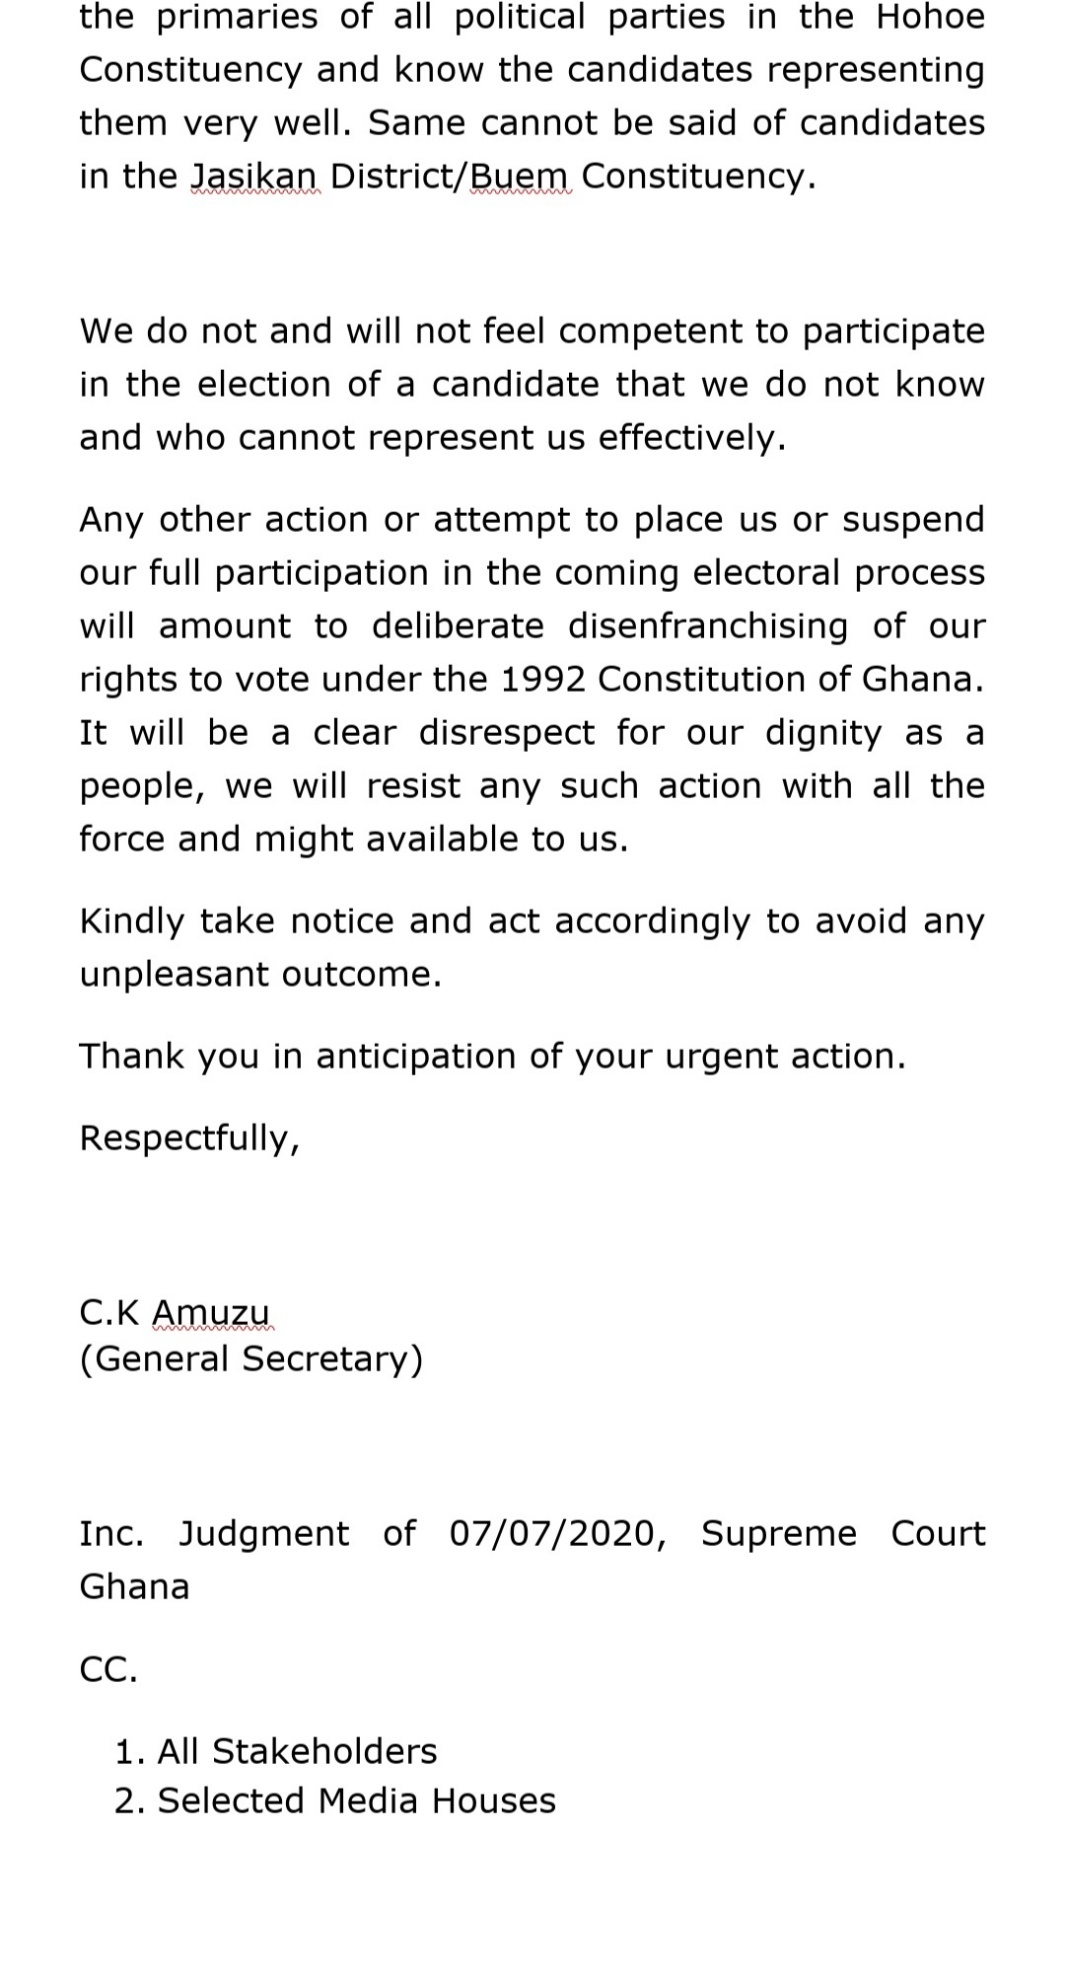 the primaries of all political parties in the Hohoe
Constituency and know the candidates representing
them very well. Same cannot be said of candidates
in the Jasikan District/Buem Constituency.
We do not and will not feel competent to participate
in the election of a candidate that we do not know
and who cannot represent us effectively.
Any other action or attempt to place us or suspend
our full participation in the coming electoral process
will amount to deliberate disenfranchising of our
rights to vote under the 1992 Constitution of Ghana.
It will be a clear disrespect for our dignity as a
people, we will resist any such action with all the
force and might available to us.
Kindly take notice and act accordingly to avoid any
unpleasant outcome.
Thank you in anticipation of your urgent action.
Respectfully,
C.K Amuzu
(General Secretary)
Inc. Judgment of 07/07/2020, Supreme Court
Ghana
CC.
1. All Stakeholders
2. Selected Media Houses